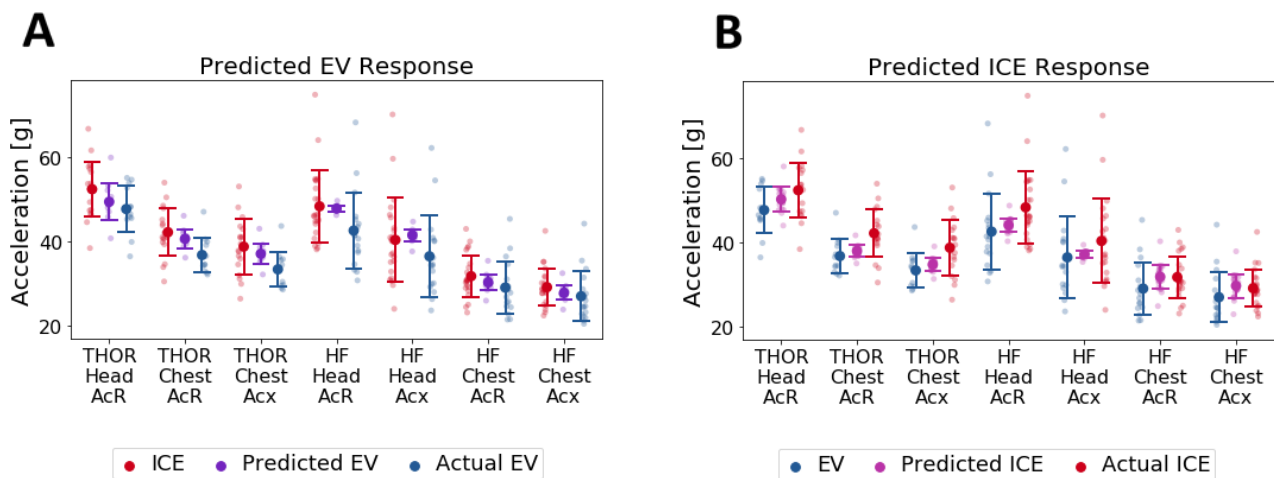 A
Predicted EV Response
Acceleration [g]
60
40
20
THOR Head AcR
THOR Chest AcR
THOR Chest Acx
HF Head AcR
HF Head Acx
HF Chest AcR
HF Chest Acx
ICE
Predicted EV
Actual EV
B
Predicted ICE Response
Acceleration [g]
60
40
20
THOR Head AcR
THOR Chest AcR
THOR Chest Acx
HF Head AcR
HF Head Acx
HF Chest AcR
HF Chest Acx
EV
Predicted ICE
Actual ICE